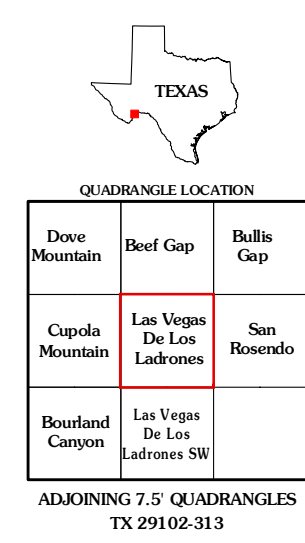 TEXAS
QUADRANGLE LOCATION
Dove
Mountain
Beef Gap
Bullis
Gap
Cupola
Mountain
Las Vegas
De Los
Ladrones
San
Rosendo
Bourland
Canyon
Las Vegas
De Los
Ladrones SW
ADJOINING 7.5' QUADRANGLES
TX 29102-313